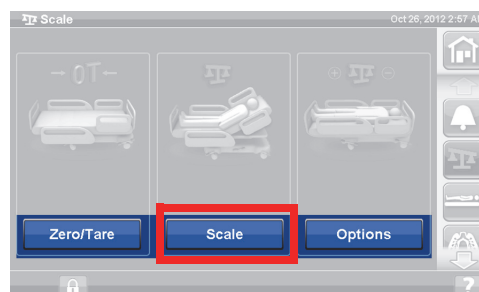 Scale
Oct 26, 2012 2:57 A
→ 0T ←
Zero/Tare
Scale
Options
?